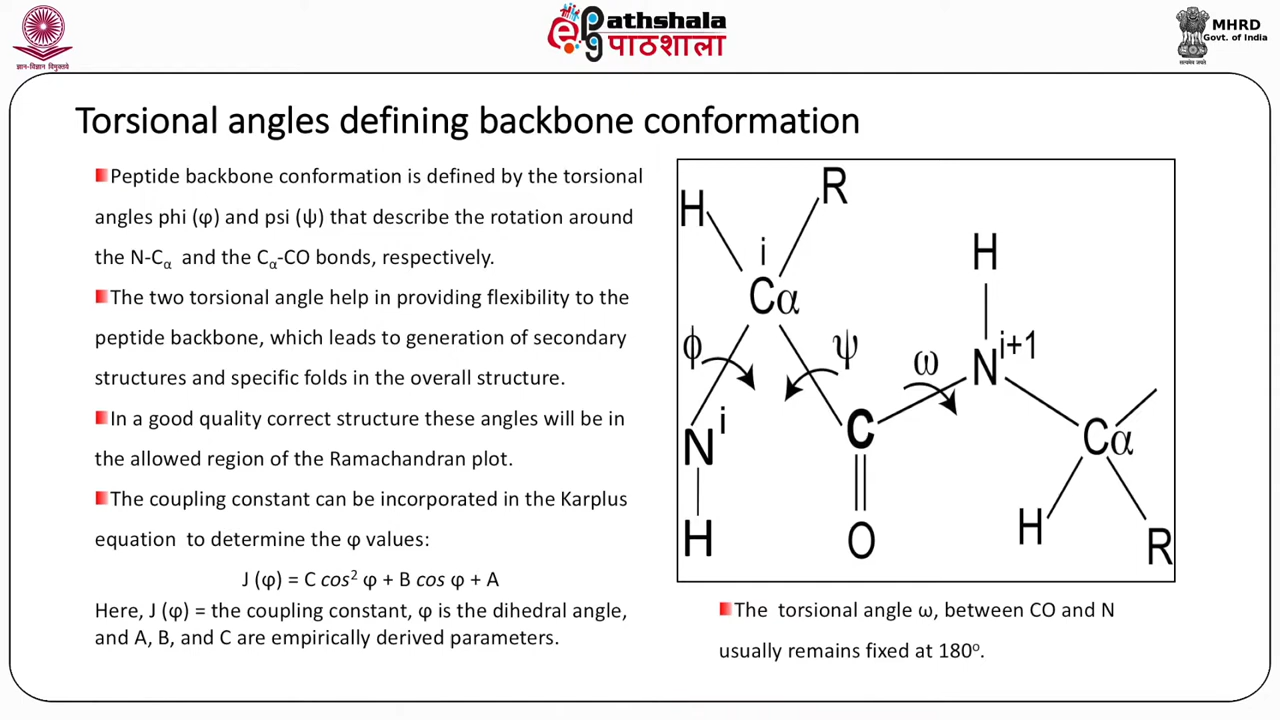 ज्ञान-विज्ञान विमुक्तये
ePathshala
पाठशाला
MHRD
Govt. of India
सत्यमेव जयते
Torsional angles defining backbone conformation
Peptide backbone conformation is defined by the torsional
angles phi (φ) and psi (ψ) that describe the rotation around
the N-Cα and the Cα-CO bonds, respectively.
The two torsional angle help in providing flexibility to the
peptide backbone, which leads to generation of secondary
structures and specific folds in the overall structure.
In a good quality correct structure these angles will be in
the allowed region of the Ramachandran plot.
The coupling constant can be incorporated in the Karplus
equation to determine the φ values:
J (φ) = C cos² φ + B cos φ + A
Here, J (φ) = the coupling constant, φ is the dihedral angle,
and A, B, and C are empirically derived parameters.
H
R
i
Cα
H
ϕ
ψ
ω
N i+1
N i
C
Cα
H
O
H
R
The torsional angle ω, between CO and N
usually remains fixed at 180º.